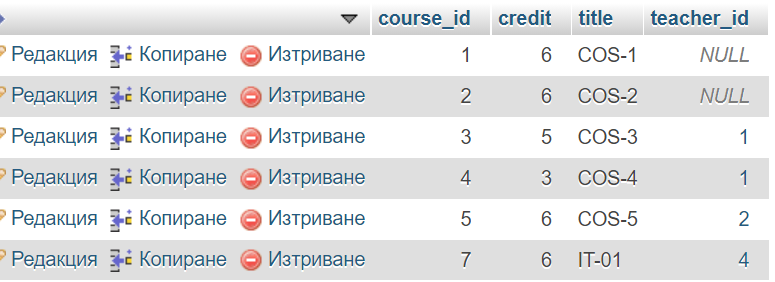 course_id credit title teacher_id
Редакция Копиране Изтриване 1 6 COS-1 NULL
Редакция Копиране Изтриване 2 6 COS-2 NULL
Редакция Копиране Изтриване 3 5 COS-3 1
Редакция Копиране Изтриване 4 3 COS-4 1
Редакция Копиране Изтриване 5 6 COS-5 2
Редакция Копиране Изтриване 7 6 IT-01 4